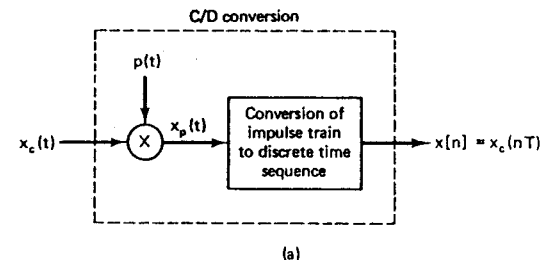 C/D conversion
p(t)
x_c(t)
X
x_p(t)
Conversion of
impulse train
to discrete time
sequence
x[n] = x_c(nT)
(a)